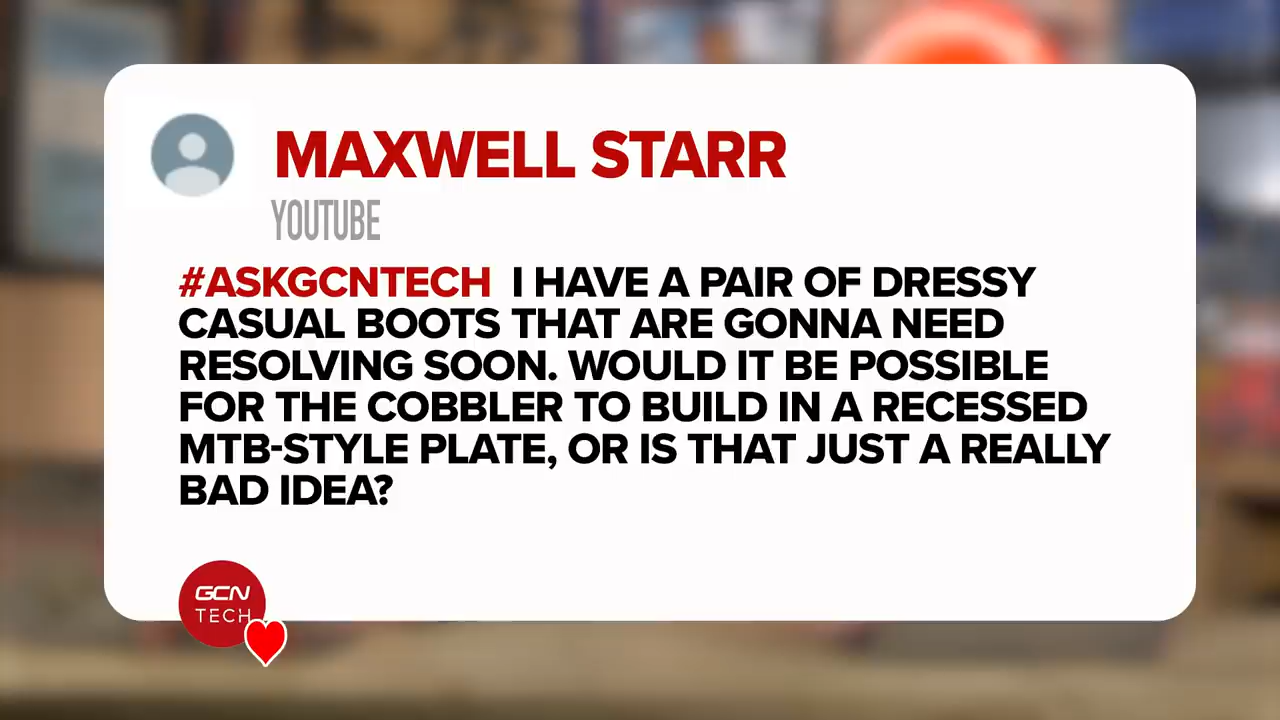 MAXWELL STARR
YOUTUBE
#ASKGCNTECH I HAVE A PAIR OF DRESSY
CASUAL BOOTS THAT ARE GONNA NEED
RESOLVING SOON. WOULD IT BE POSSIBLE
FOR THE COBBLER TO BUILD IN A RECESSED
MTB-STYLE PLATE, OR IS THAT JUST A REALLY
BAD IDEA?
GCN
TECH